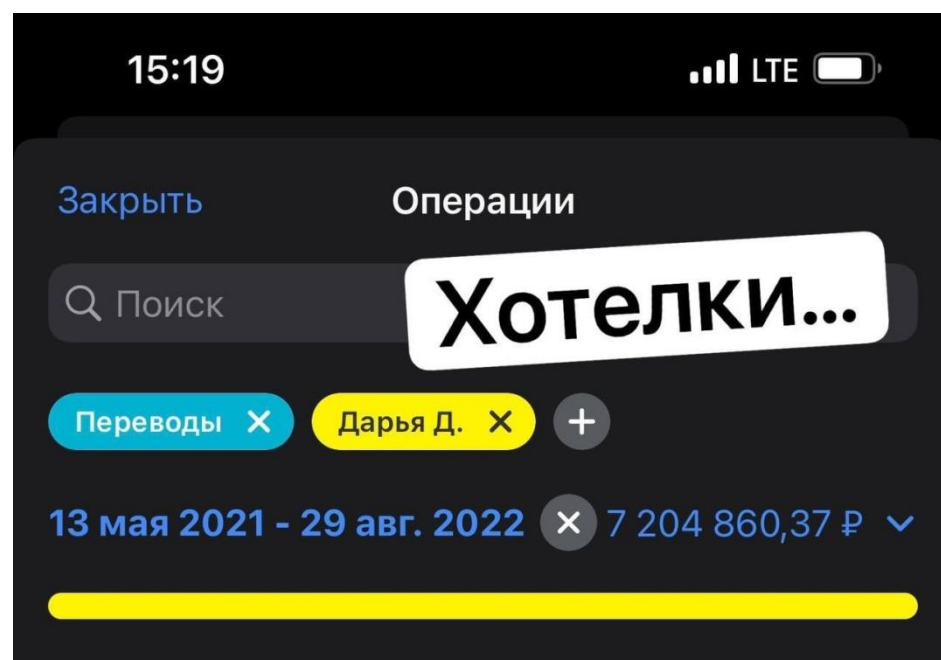 15:19 LTE
Закрыть Операции
Поиск
Хотелки...
Переводы Дарья Д.
13 мая 2021 - 29 авг. 2022 7 204 860,37 ₽